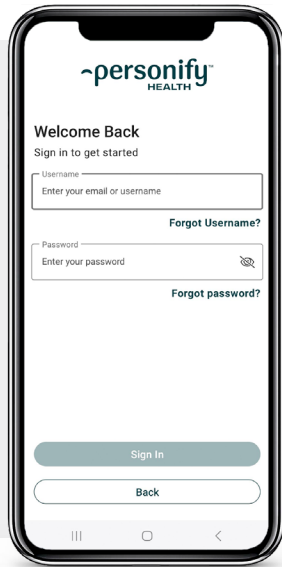 personify™
HEALTH
Welcome Back
Sign in to get started
Username
Enter your email or username
Forgot Username?
Password
Enter your password
Forgot password?
Sign In
Back